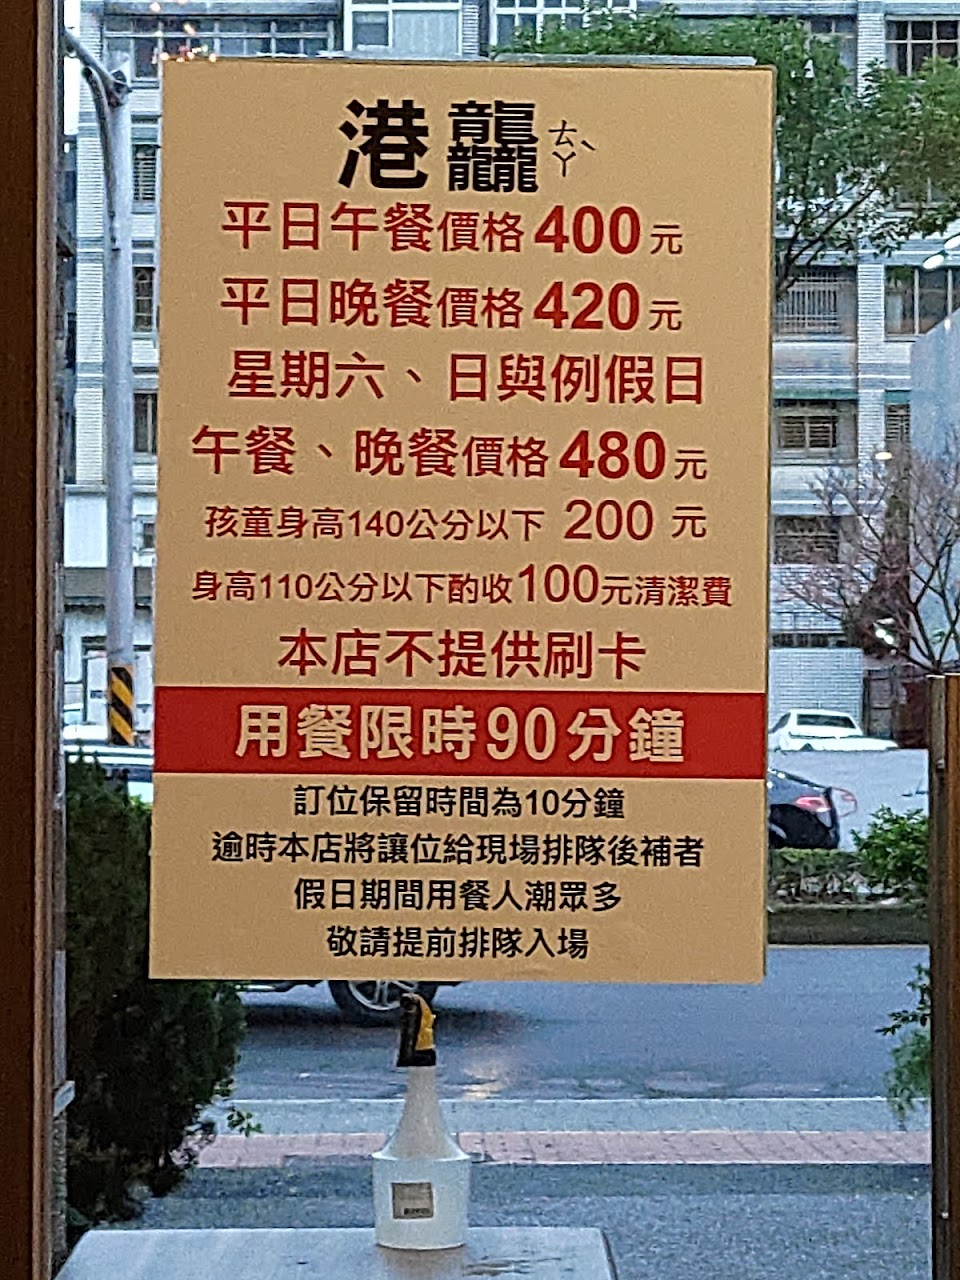 港龘ㄊㄚˋ
平日午餐價格400元
平日晚餐價格420元
星期六、日與例假日
午餐、晚餐價格480元
孩童身高140公分以下 200 元
身高110公分以下酌收100元清潔費
本店不提供刷卡
用餐限時90分鐘
訂位保留時間為10分鐘
逾時本店將讓位給現場排隊後補者
假日期間用餐人潮眾多
敬請提前排隊入場